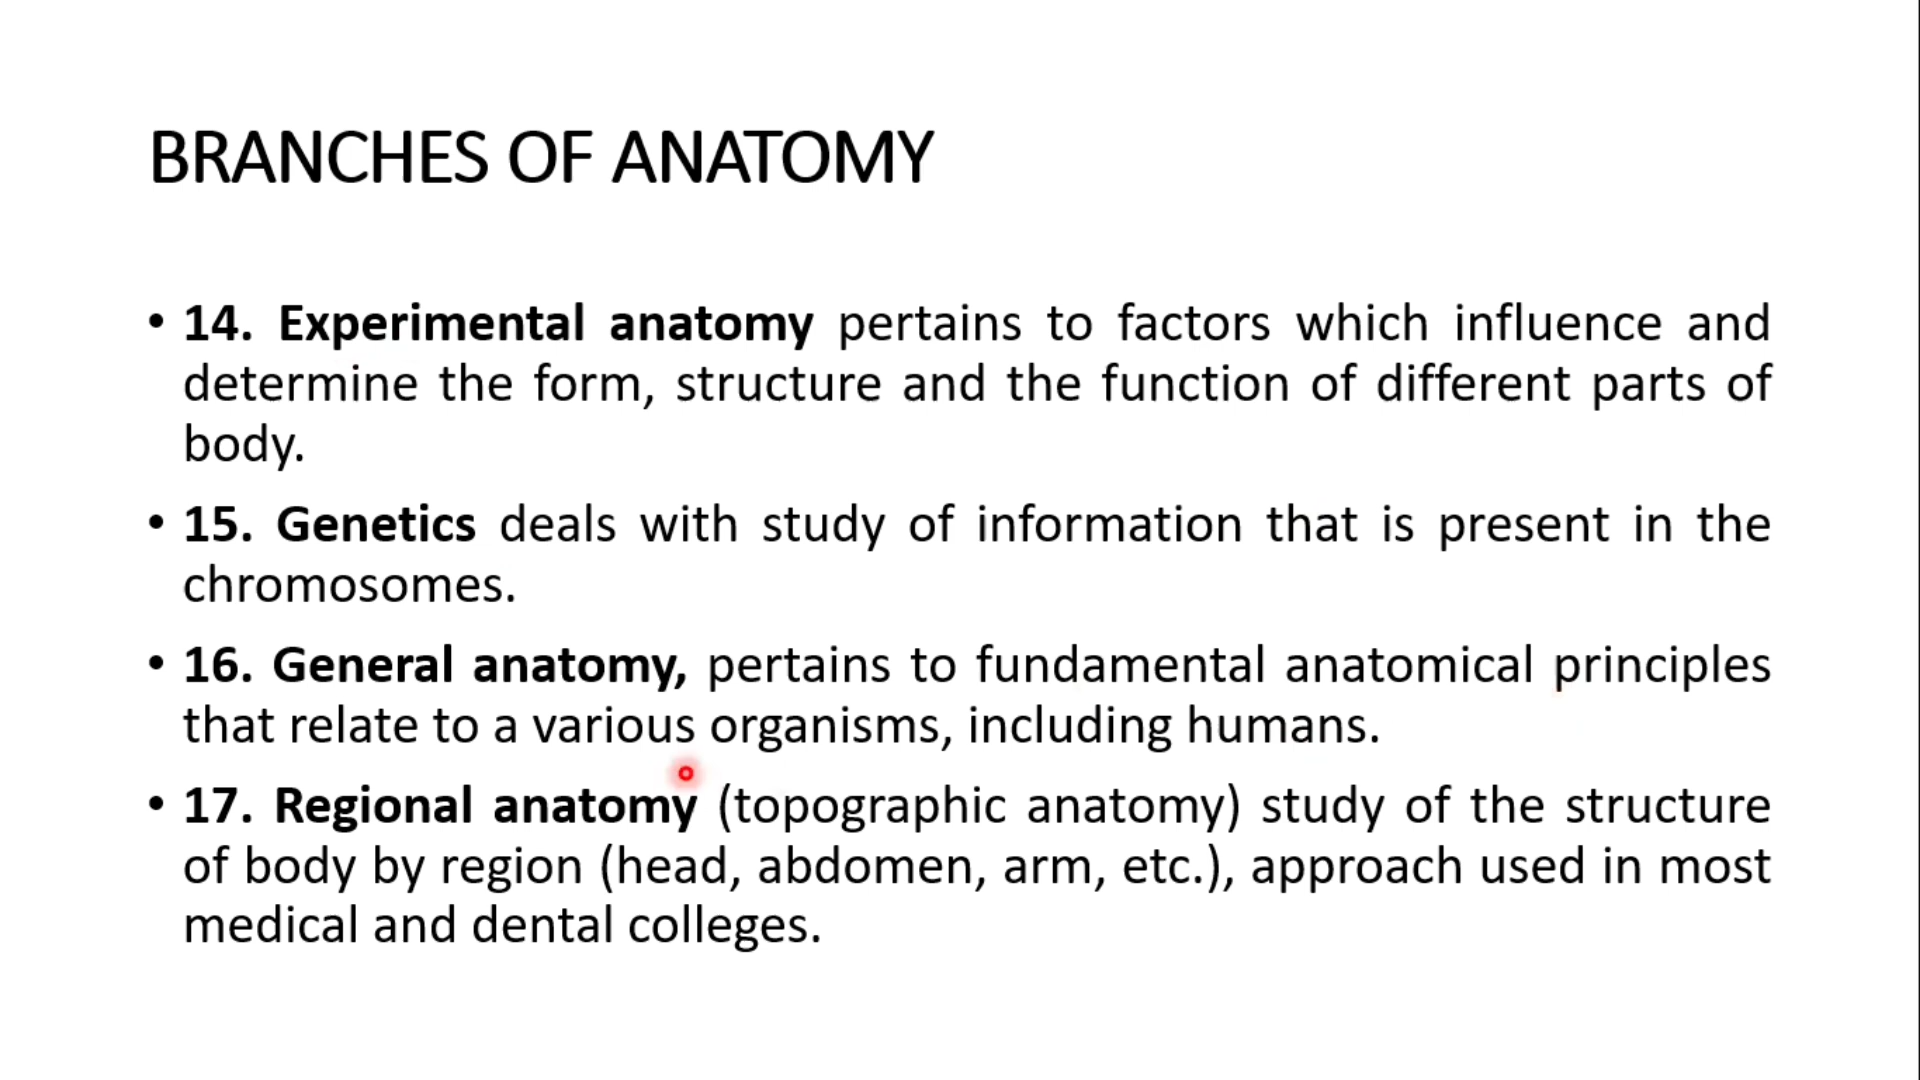 BRANCHES OF ANATOMY
• 14. Experimental anatomy pertains to factors which influence and
determine the form, structure and the function of different parts of
body.
• 15. Genetics deals with study of information that is present in the
chromosomes.
• 16. General anatomy, pertains to fundamental anatomical principles
that relate to a various organisms, including humans.
• 17. Regional anatomy (topographic anatomy) study of the structure
of body by region (head, abdomen, arm, etc.), approach used in most
medical and dental colleges.